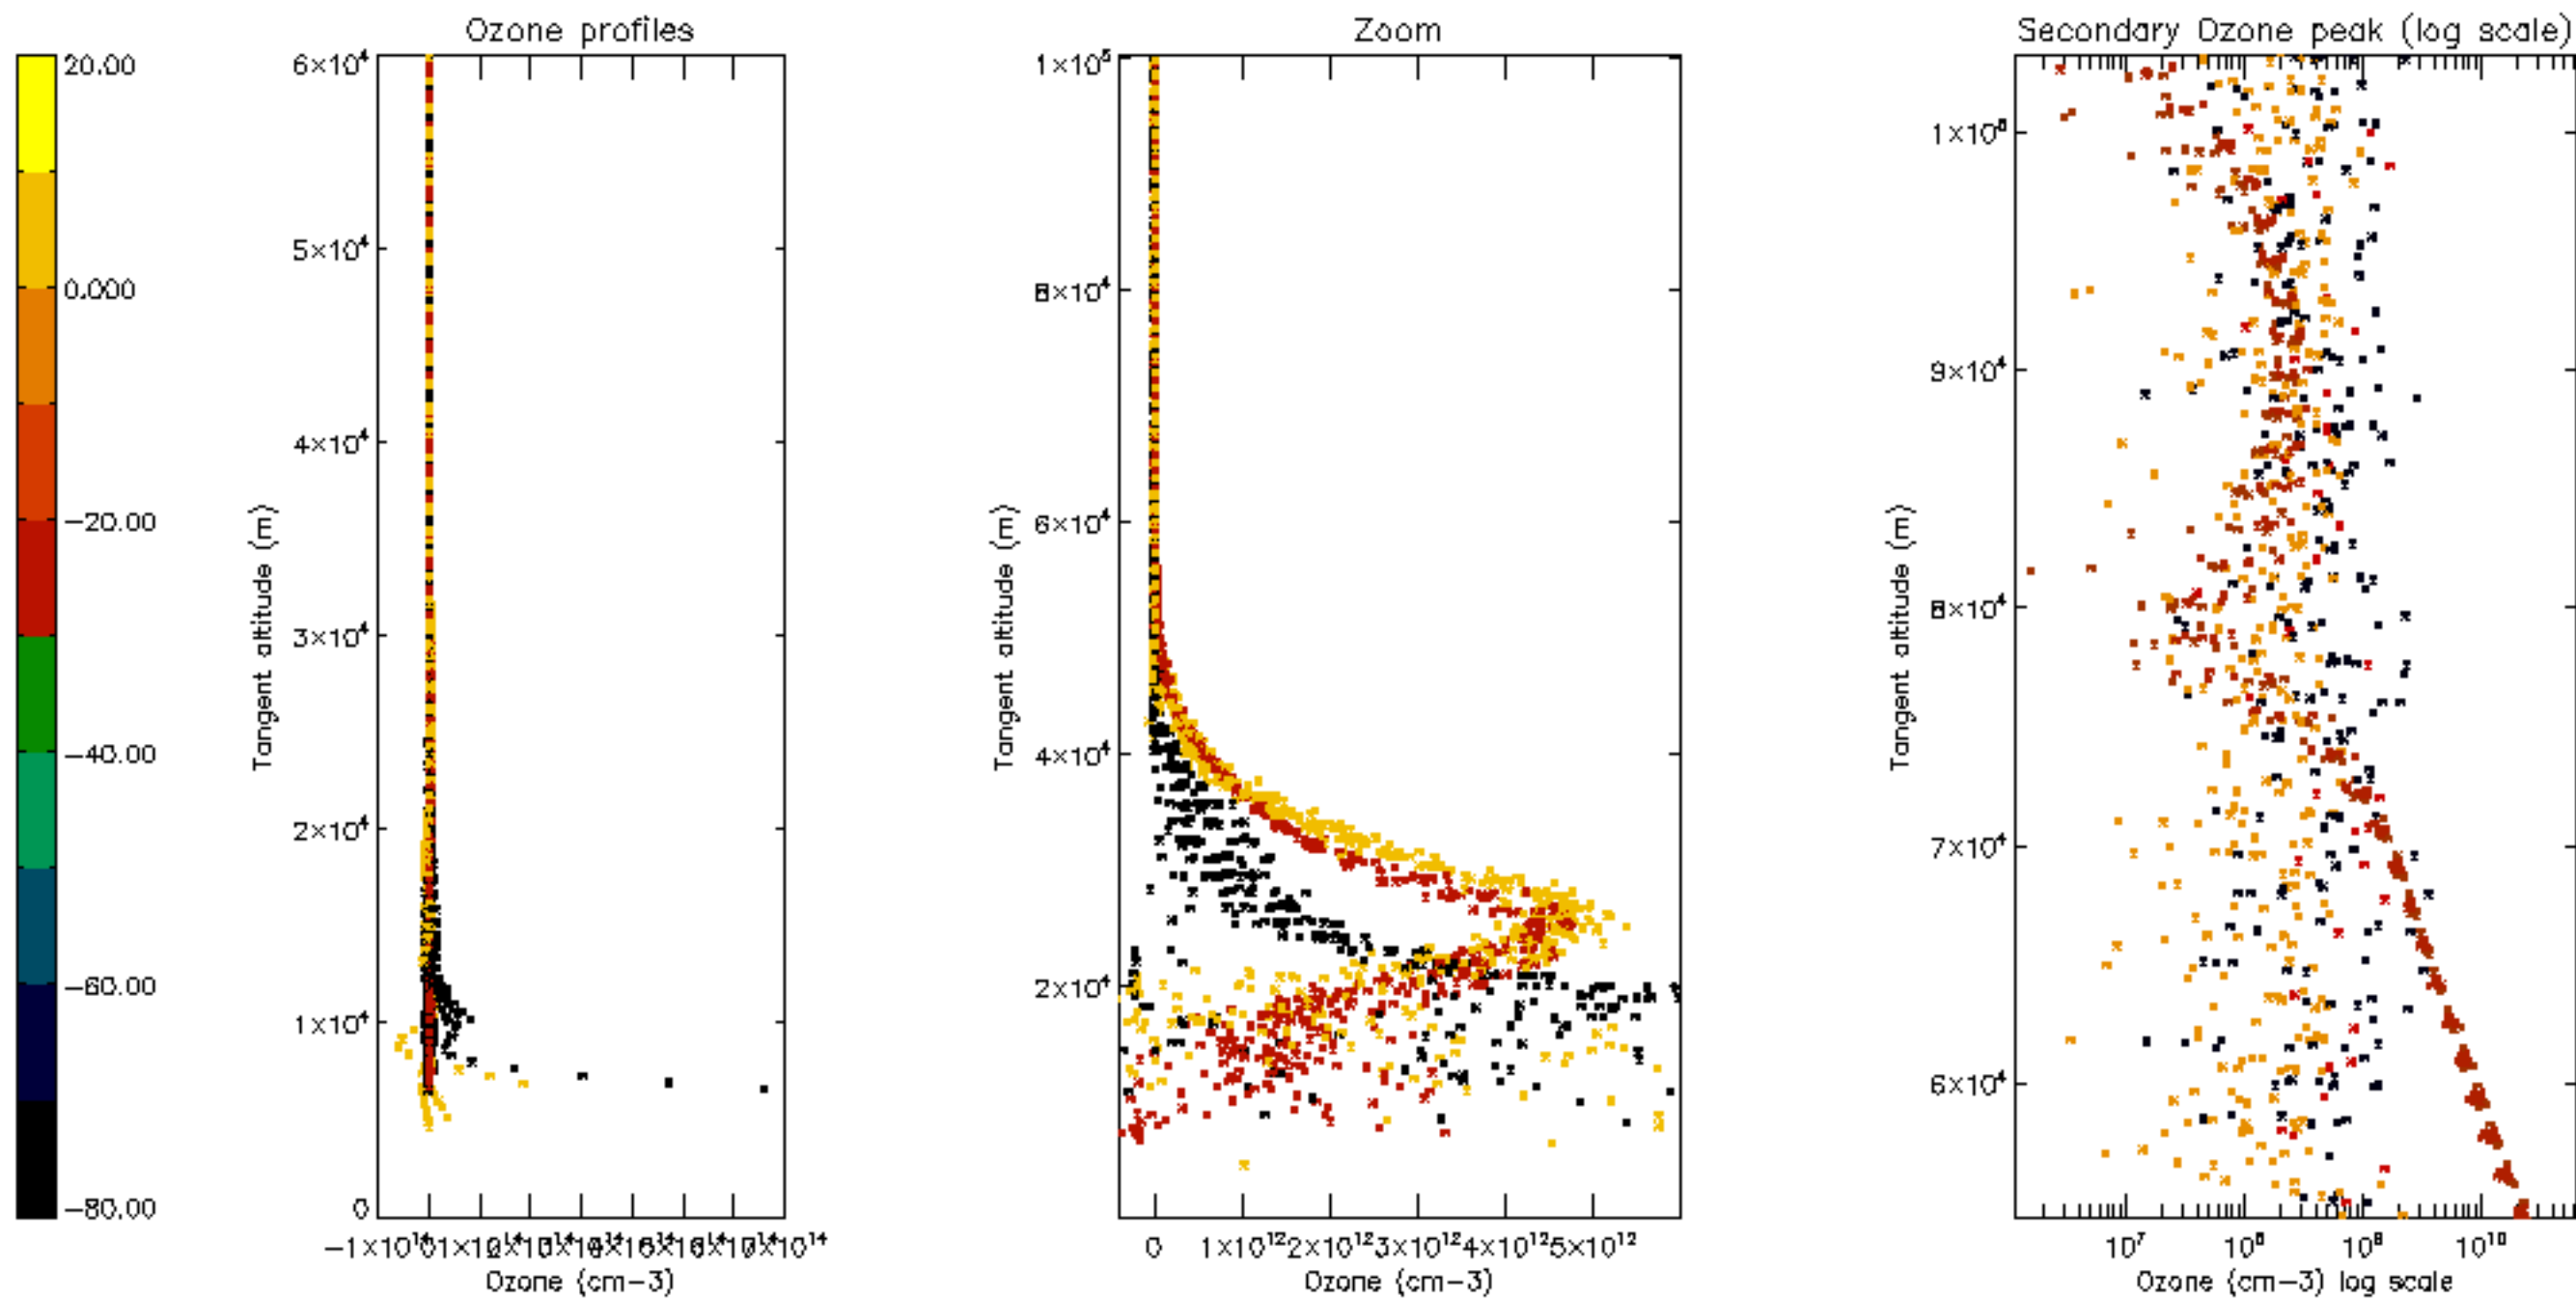 Ozone profiles
Zoom
Secondary Ozone peak (log scale)
20.00
0.000
−20.00
−40.00
−60.00
−80.00
6×10⁴
5×10⁴
4×10⁴
3×10⁴
2×10⁴
1×10⁴
0
Tangent altitude (m)
Ozone (cm−3)
1×10⁵
8×10⁴
6×10⁴
4×10⁴
2×10⁴
Tangent altitude (m)
0 1×10¹² 2×10¹² 3×10¹² 4×10¹² 5×10¹²
Ozone (cm−3)
1×10⁵
9×10⁴
8×10⁴
7×10⁴
6×10⁴
Tangent altitude (m)
10⁷ 10⁸ 10⁹ 10¹⁰
Ozone (cm−3) log scale